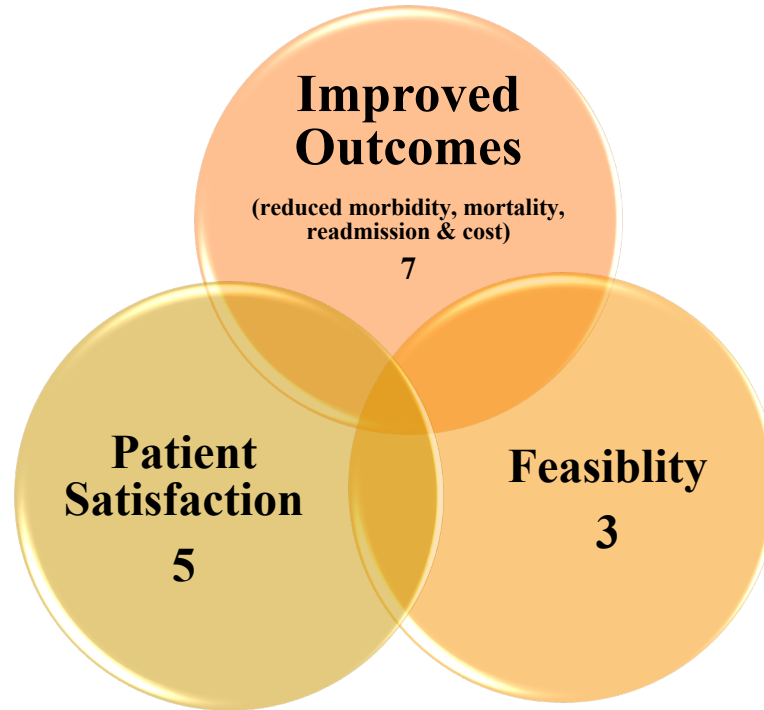 Improved
Outcomes
(reduced morbidity, mortality,
readmission & cost)
7
Patient
Satisfaction
5
Feasiblity
3